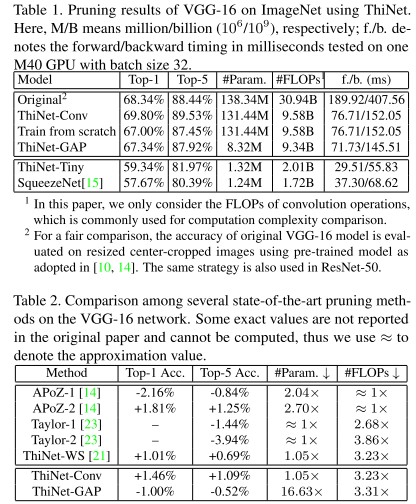 Table 1. Pruning results of VGG-16 on ImageNet using ThiNet.
Here, M/B means million/billion (10⁶/10⁹), respectively; f./b. de-
notes the forward/backward timing in milliseconds tested on one
M40 GPU with batch size 32.
Model Top-1 Top-5 #Param. #FLOPs¹ f./b. (ms)
Original² 68.34% 88.44% 138.34M 30.94B 189.92/407.56
ThiNet-Conv 69.80% 89.53% 131.44M 9.58B 76.71/152.05
Train from scratch 67.00% 87.45% 131.44M 9.58B 76.71/152.05
ThiNet-GAP 67.34% 87.92% 8.32M 9.34B 71.73/145.51
ThiNet-Tiny 59.34% 81.97% 1.32M 2.01B 29.51/55.83
SqueezeNet[15] 57.67% 80.39% 1.24M 1.72B 37.30/68.62
¹ In this paper, we only consider the FLOPs of convolution operations,
which is commonly used for computation complexity comparison.
² For a fair comparison, the accuracy of original VGG-16 model is eval-
uated on resized center-cropped images using pre-trained model as
adopted in [10, 14]. The same strategy is also used in ResNet-50.
Table 2. Comparison among several state-of-the-art pruning meth-
ods on the VGG-16 network. Some exact values are not reported
in the original paper and cannot be computed, thus we use ≈ to
denote the approximation value.
Method Top-1 Acc. Top-5 Acc. #Param. ↓ #FLOPs ↓
APoZ-1 [14] -2.16% -0.84% 2.04× ≈ 1×
APoZ-2 [14] +1.81% +1.25% 2.70× ≈ 1×
Taylor-1 [23] – -1.44% ≈ 1× 2.68×
Taylor-2 [23] – -3.94% ≈ 1× 3.86×
ThiNet-WS [21] +1.01% +0.69% 1.05× 3.23×
ThiNet-Conv +1.46% +1.09% 1.05× 3.23×
ThiNet-GAP -1.00% -0.52% 16.63× 3.31×